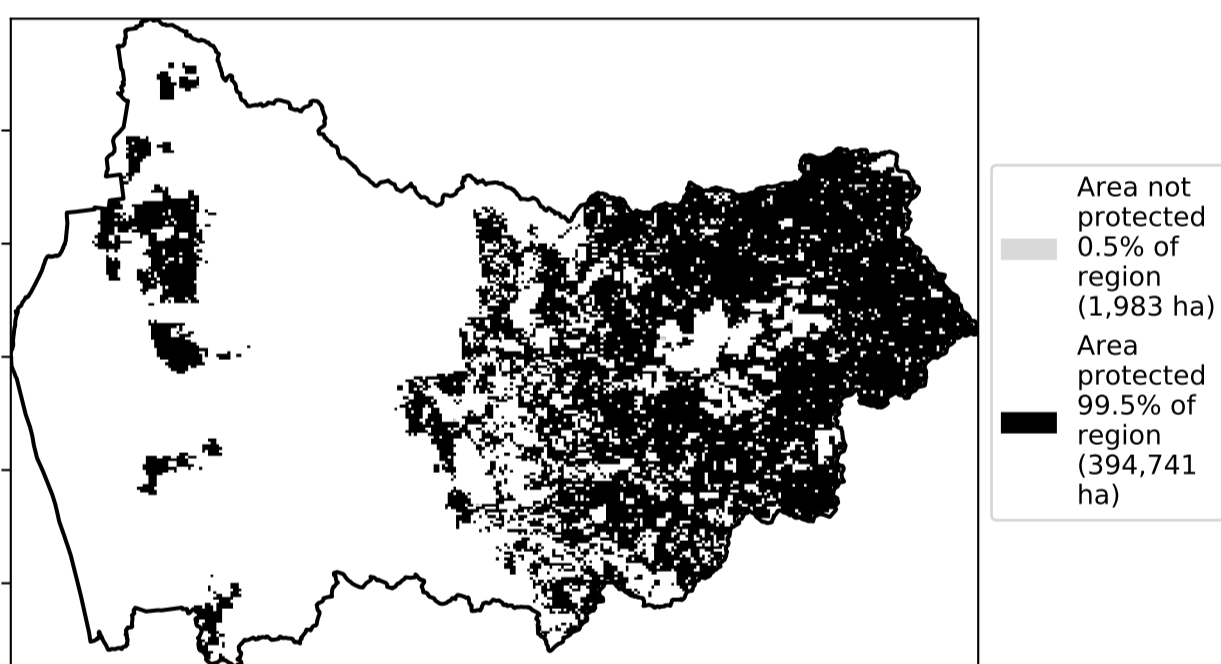 Area not
protected
0.5% of
region
(1,983 ha)
Area
protected
99.5% of
region
(394,741
ha)